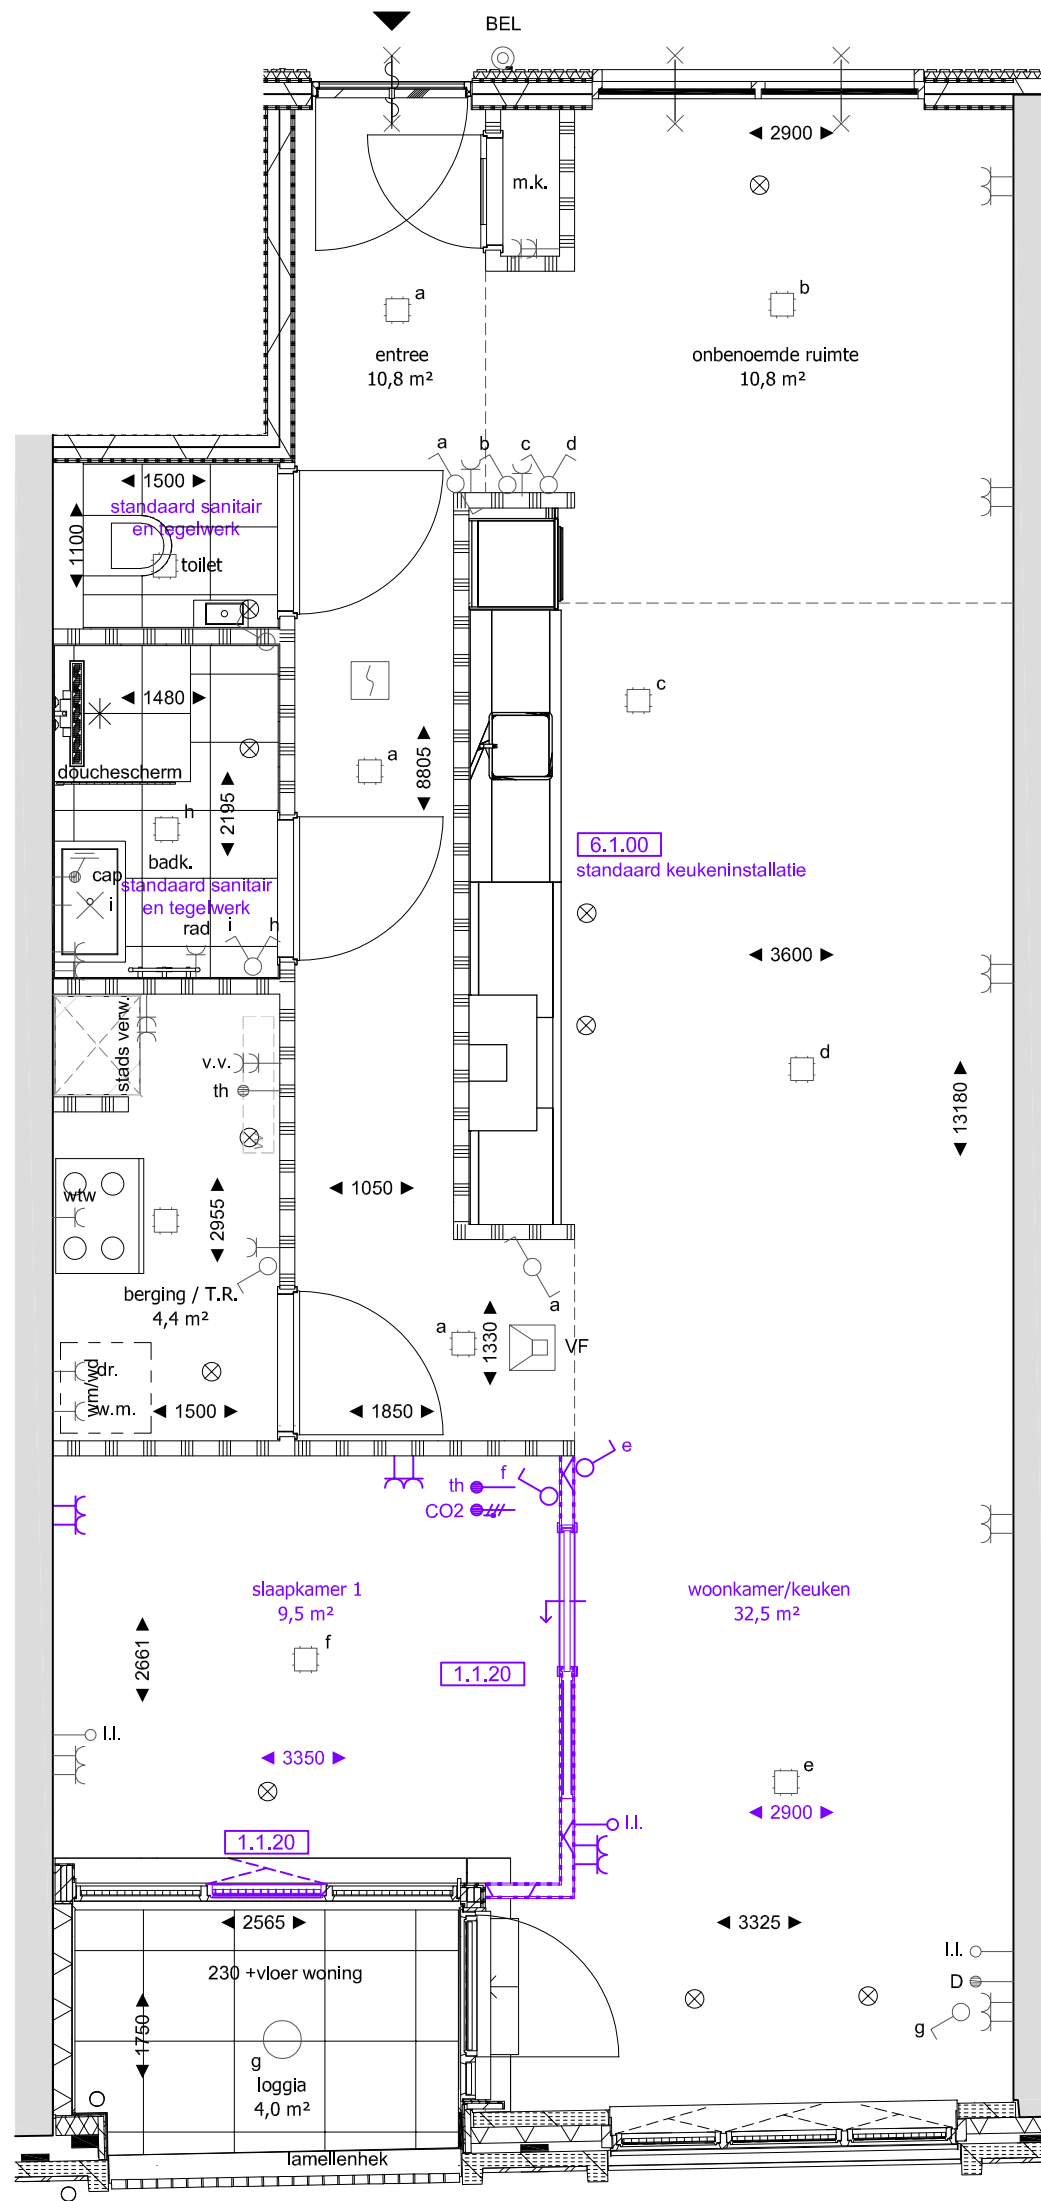 BEL
2900
m.k.
a
b
entree
10,8 m²
onbenoemde ruimte
10,8 m²
a
b
c
d
1500
standaard sanitair
en tegelwerk
1100
toilet
1480
c
a
8805
douchescherm
2195
h
badk.
6.1.00
standaard keukeninstallatie
cap
standaard sanitair
en tegelwerk
i
rad
i
h
3600
stads verw.
v.v.
th
d
13180
wtw
2955
1050
berging / T.R.
4,4 m²
a
a
1330
VF
dr.
wm/wd
w.m.
1500
1850
e
f
th
CO2
slaapkamer 1
9,5 m²
woonkamer/keuken
32,5 m²
2661
f
1.1.20
l.l.
3350
e
2900
1.1.20
l.l.
2565
3325
l.l.
230 +vloer woning
D
1750
g
g
loggia
4,0 m²
lamellenhek